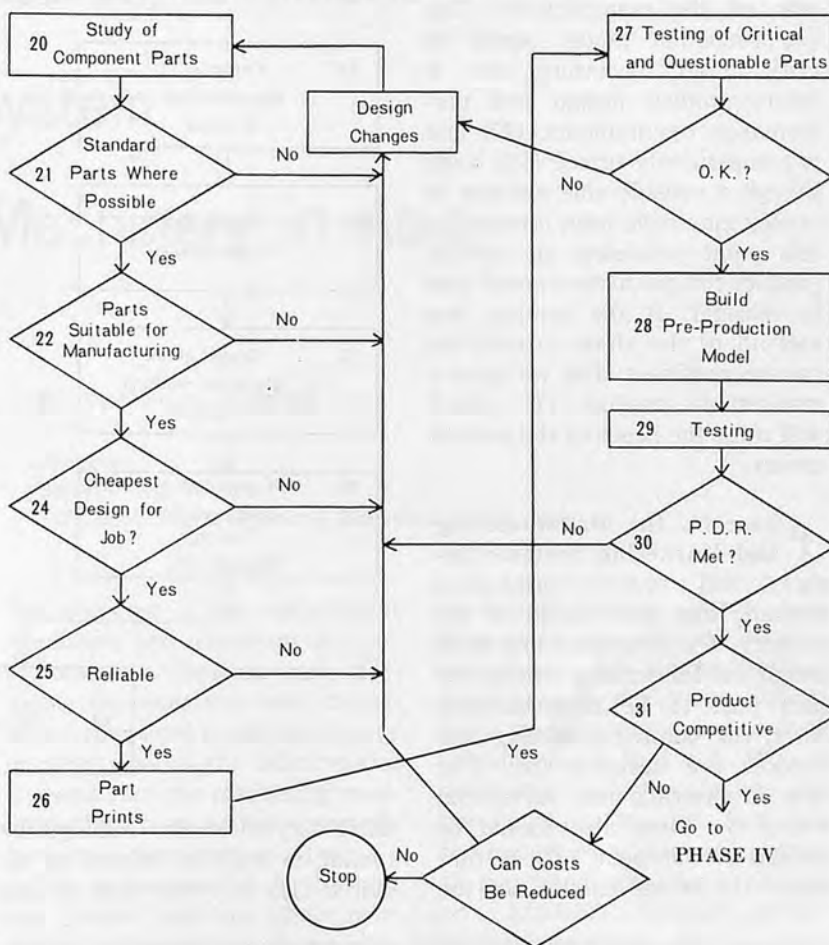 20 Study of
Component Parts
21 Standard
Parts Where
Possible
No
Yes
22 Parts
Suitable for
Manufacturing
No
Yes
24 Cheapest
Design for
Job?
No
Yes
25 Reliable
No
Yes
26 Part
Prints
Design
Changes
27 Testing of Critical
and Questionable Parts
O.K.?
No
Yes
28 Build
Pre-Production
Model
29 Testing
30 P.D.R.
Met?
No
Yes
31 Product
Competitive
No
Yes
Go to
PHASE IV
Can Costs
Be Reduced
Yes
No
Stop